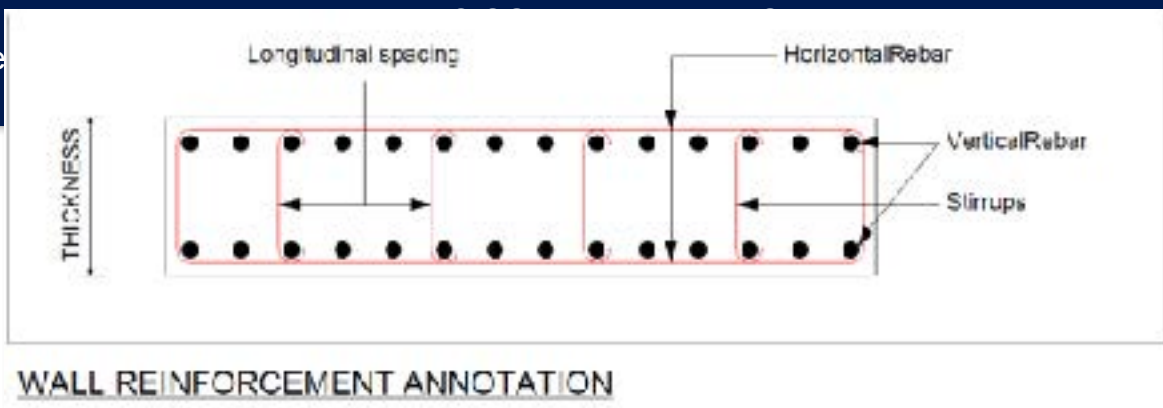 Longitudinal spacing
HorizontalRebar
THICKNESS
VerticalRebar
Stirrups
WALL REINFORCEMENT ANNOTATION